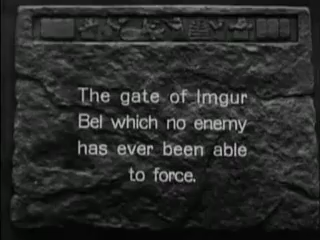 The gate of Imgur
Bel which no enemy
has ever been able
to force.